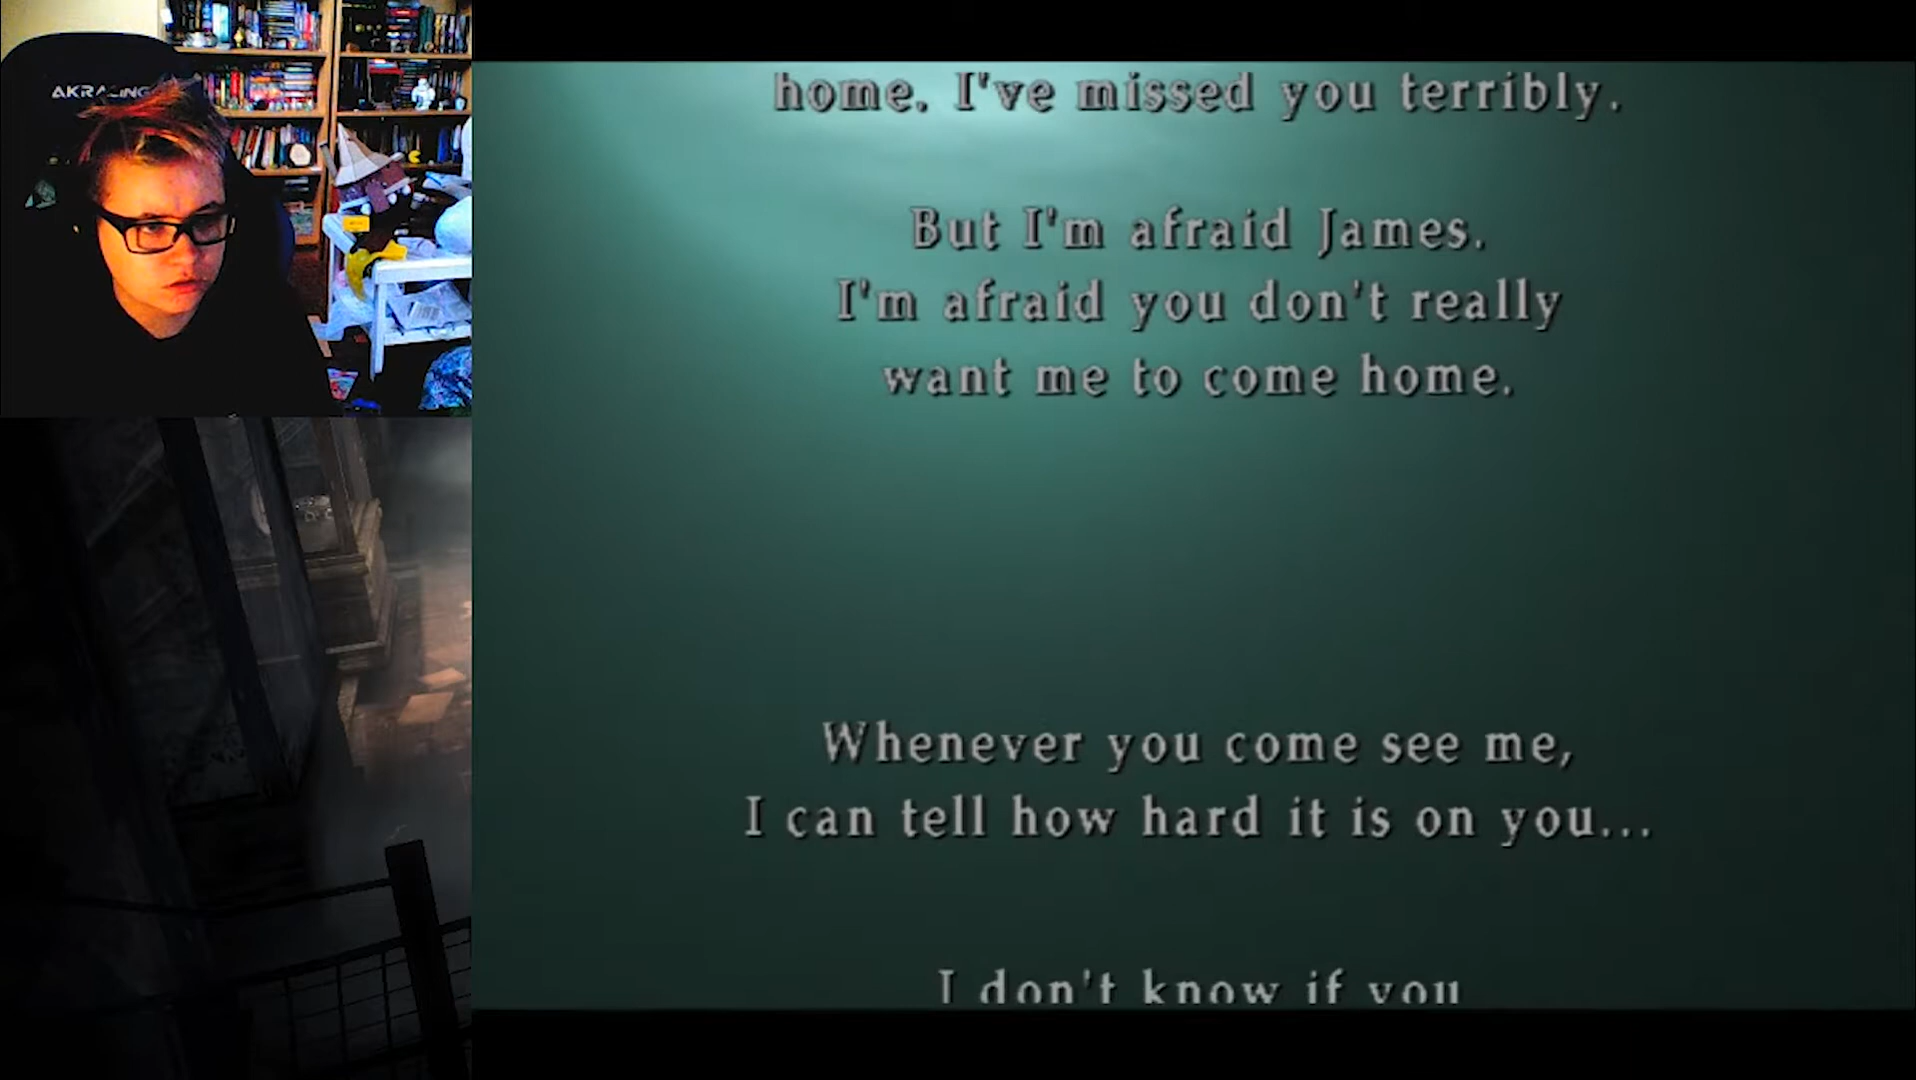 AKRACING
home. I've missed you terribly.
But I'm afraid James.
I'm afraid you don't really
want me to come home.
Whenever you come see me,
I can tell how hard it is on you...
I don't know if you